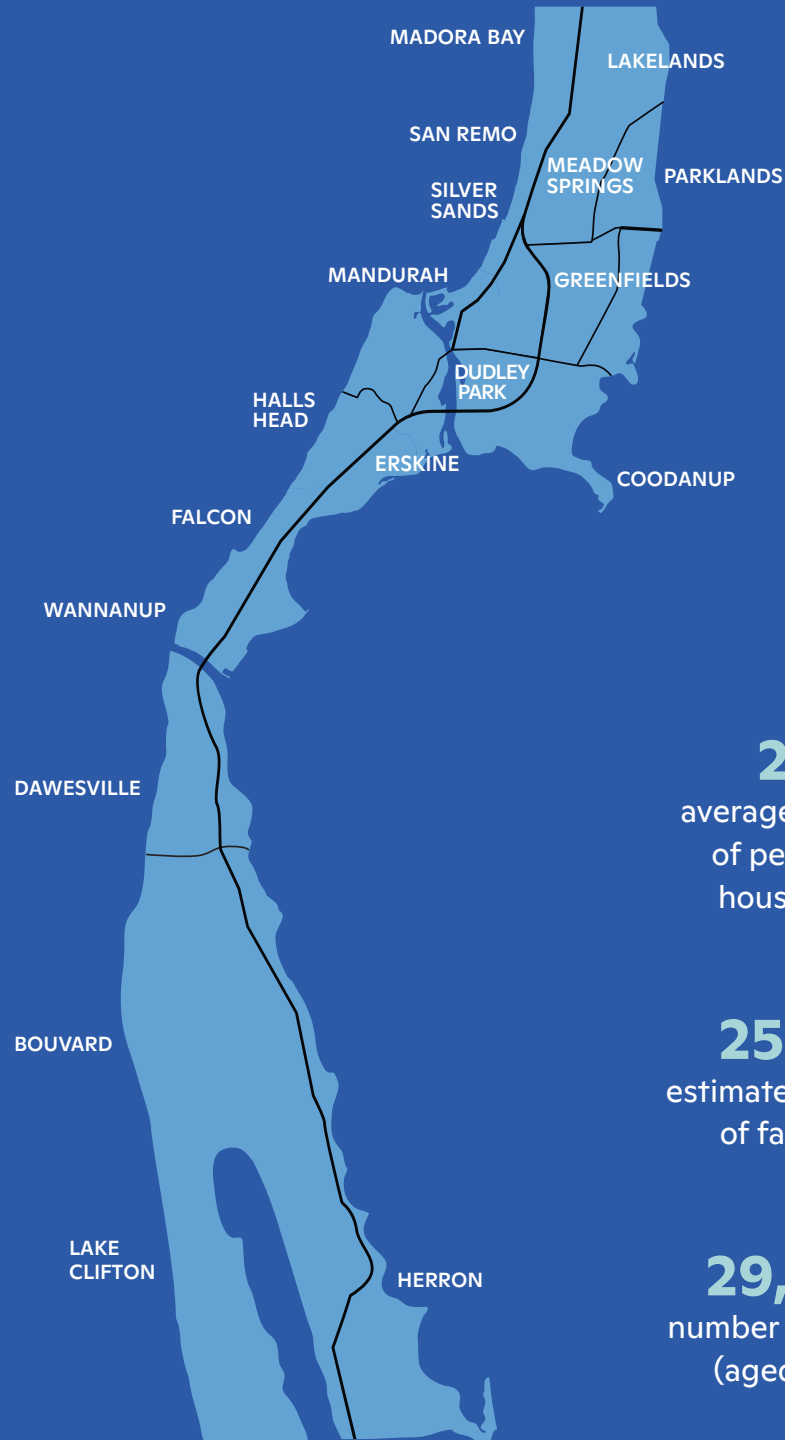 MADORA BAY
LAKELANDS
SAN REMO
MEADOW
SPRINGS
PARKLANDS
SILVER
SANDS
MANDURAH
GREENFIELDS
DUDLEY
PARK
HALLS
HEAD
ERSKINE
COODANUP
FALCON
WANNANUP
DAWESVILLE
BOUVARD
LAKE
CLIFTON
HERRON
2
average
of pe
hous
25
estimate
of fa
29,
number
(aged